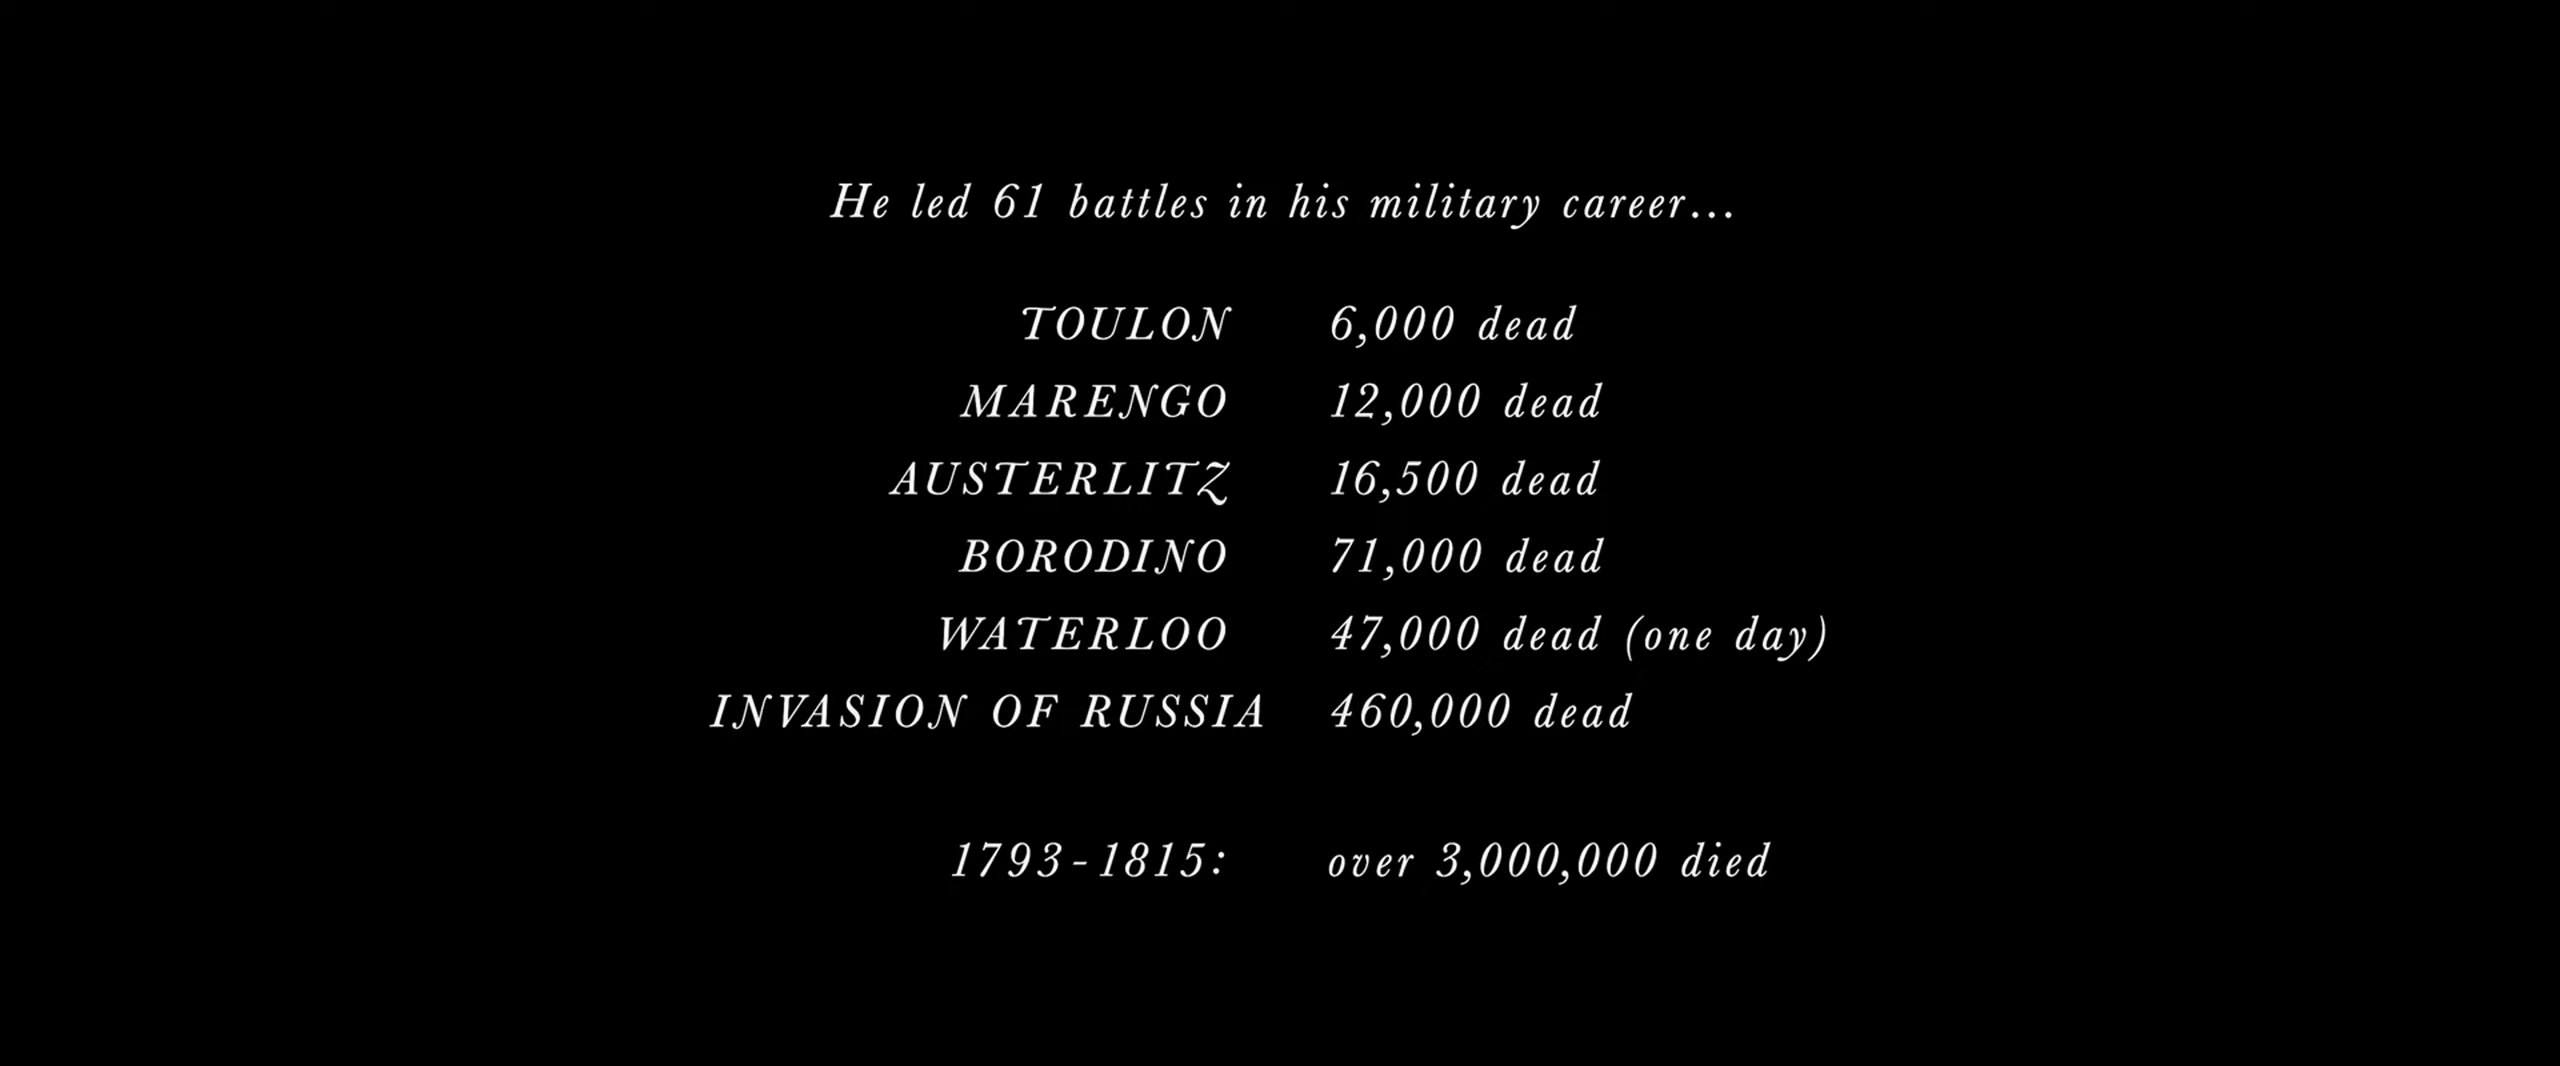 He led 61 battles in his military career...
TOULON 6,000 dead
MARENGO 12,000 dead
AUSTERLITZ 16,500 dead
BORODINO 71,000 dead
WATERLOO 47,000 dead (one day)
INVASION OF RUSSIA 460,000 dead
1793-1815: over 3,000,000 died